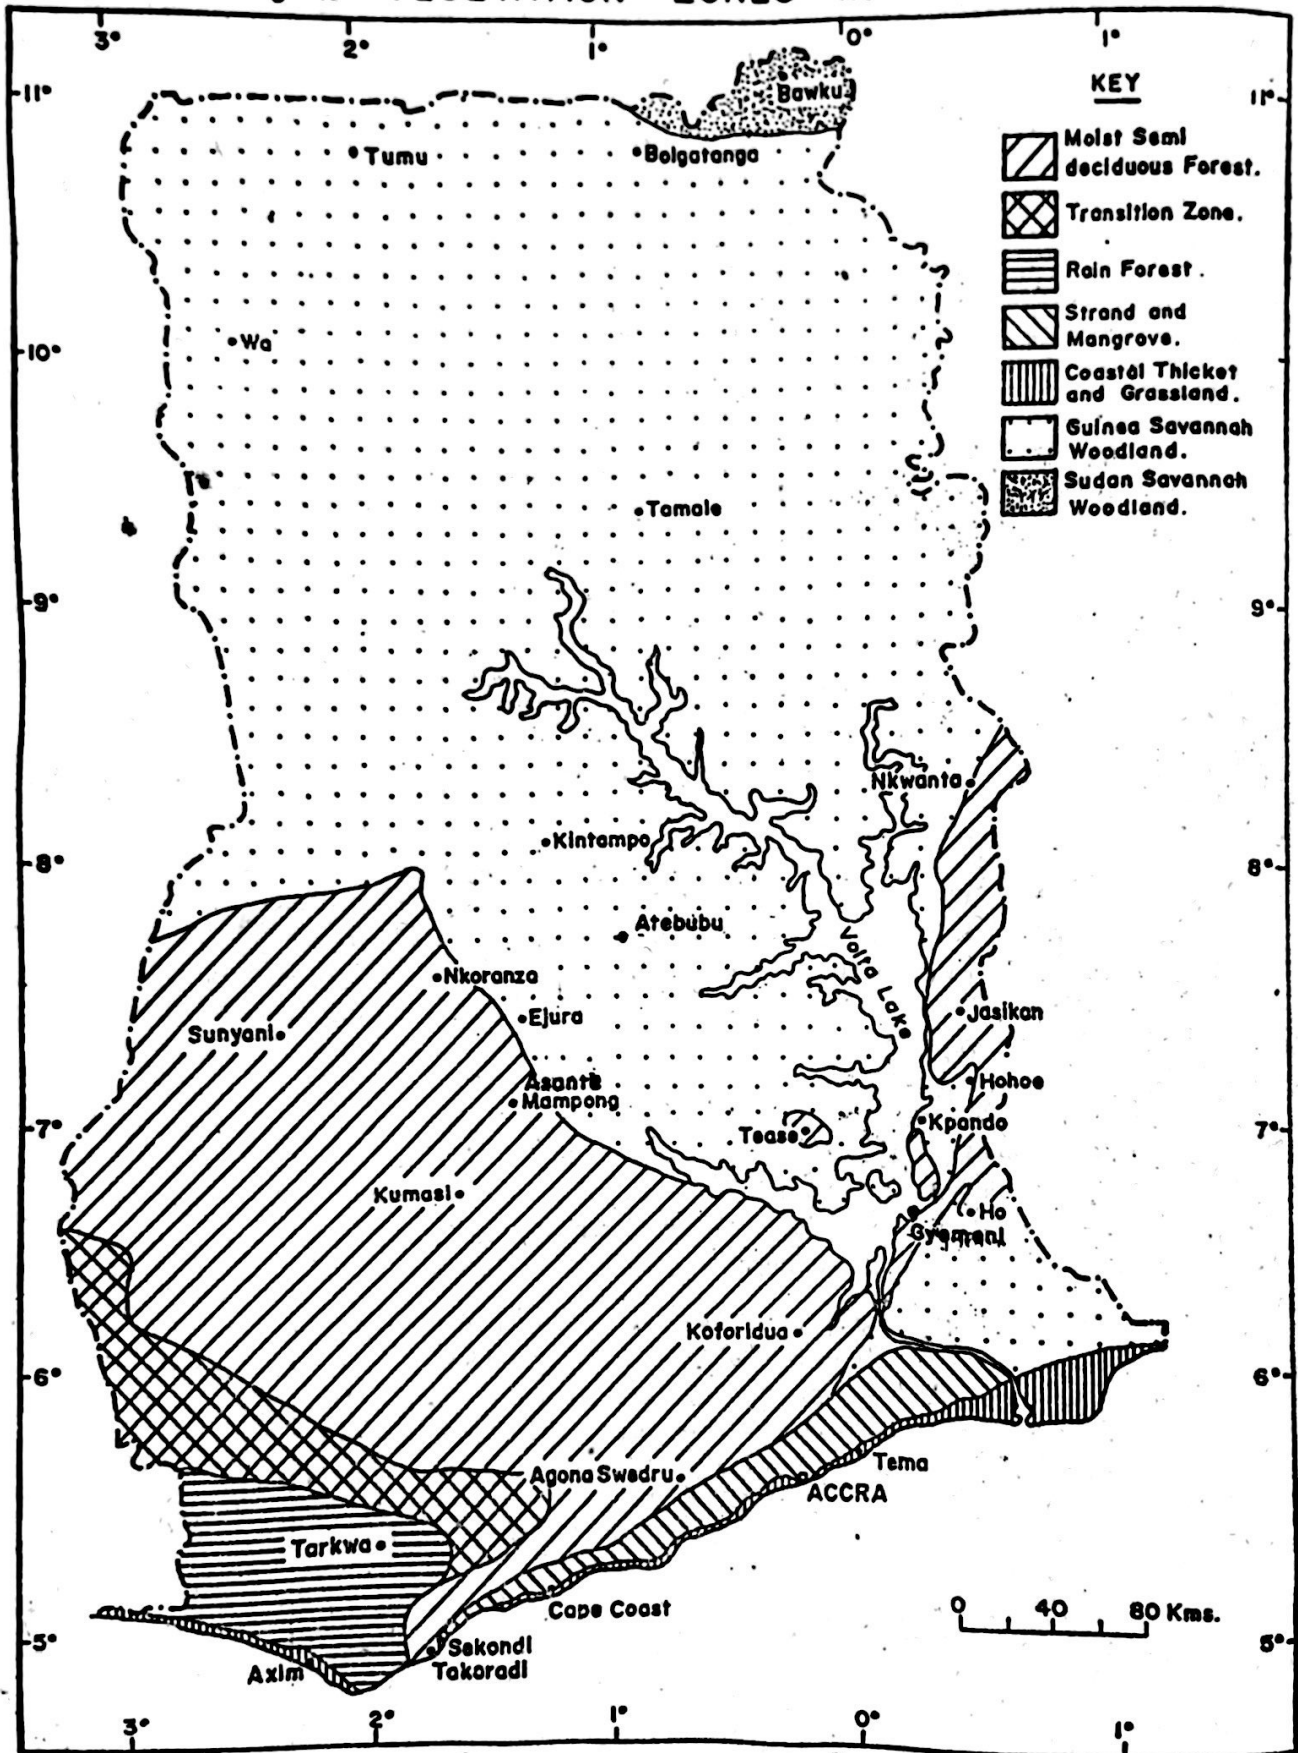 VEGETATION ZONES
3° 2° 1° 0° 1°
11° 11°
KEY
Moist Semi
deciduous Forest.
Transition Zone.
Rain Forest.
Strand and
Mangrove.
Coastal Thicket
and Grassland.
Guinea Savannah
Woodland.
Sudan Savannah
Woodland.
Bawku
Tumu
Bolgatanga
10°
Wa
Tamale
9° 9°
Nkwanta
Kintampo
8° 8°
Atebubu
Volta Lake
Nkoranza
Ejura
Sunyani
Jasikan
Asante
Mampong
Hohoe
7° 7°
Tease
Kpando
Kumasi
Ho
Gyemeni
Koforidua
6° 6°
Agona Swedru
Tema
ACCRA
Tarkwa
Cape Coast
0 40 80 Kms.
5° 5°
Sekondi
Takoradi
Axim
3° 2° 1° 0° 1°